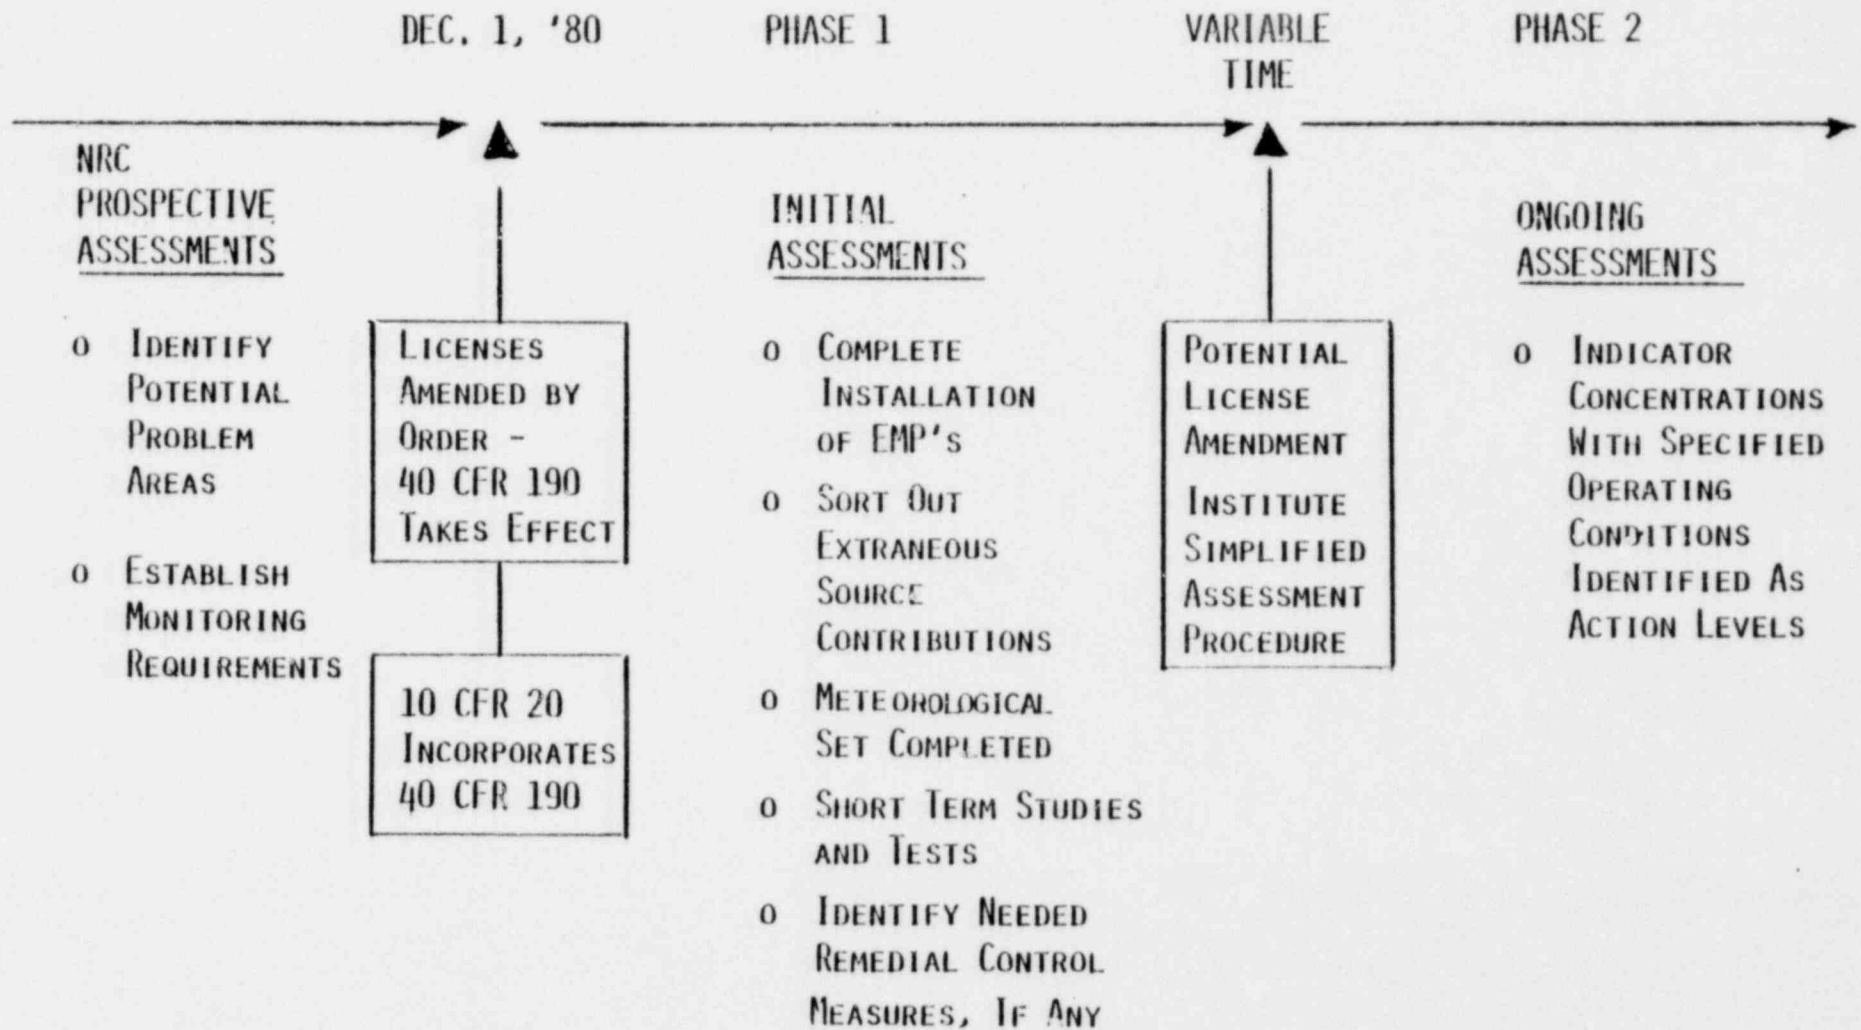 DEC. 1, '80
PHASE 1
VARIABLE
TIME
PHASE 2
NRC
PROSPECTIVE
ASSESSMENTS
o IDENTIFY
POTENTIAL
PROBLEM
AREAS
o ESTABLISH
MONITORING
REQUIREMENTS
LICENSES
AMENDED BY
ORDER -
40 CFR 190
TAKES EFFECT
10 CFR 20
INCORPORATES
40 CFR 190
INITIAL
ASSESSMENTS
o COMPLETE
INSTALLATION
OF EMP'S
o SORT OUT
EXTRANEOUS
SOURCE
CONTRIBUTIONS
o METEOROLOGICAL
SET COMPLETED
o SHORT TERM STUDIES
AND TESTS
o IDENTIFY NEEDED
REMEDIAL CONTROL
MEASURES, IF ANY
POTENTIAL
LICENSE
AMENDMENT
INSTITUTE
SIMPLIFIED
ASSESSMENT
PROCEDURE
ONGOING
ASSESSMENTS
o INDICATOR
CONCENTRATIONS
WITH SPECIFIED
OPERATING
CONDITIONS
IDENTIFIED AS
ACTION LEVELS